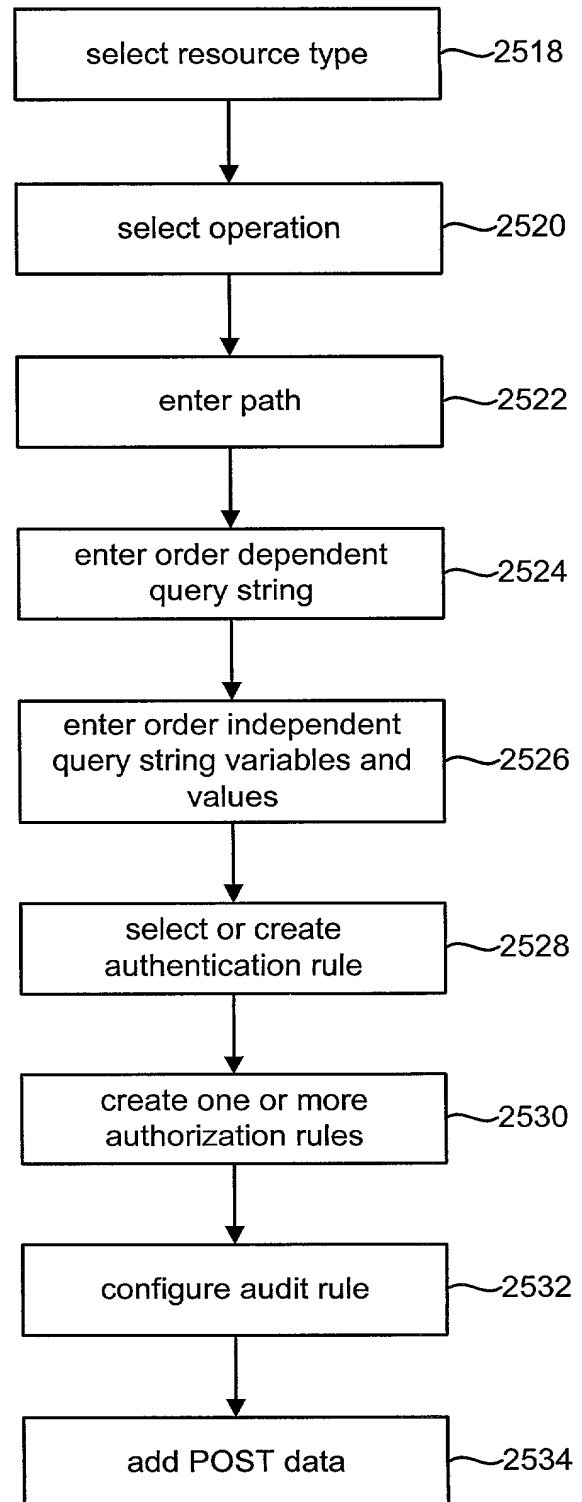 select resource type
2518
select operation
2520
enter path
2522
enter order dependent
query string
2524
enter order independent
query string variables and
values
2526
select or create
authentication rule
2528
create one or more
authorization rules
2530
configure audit rule
2532
add POST data
2534